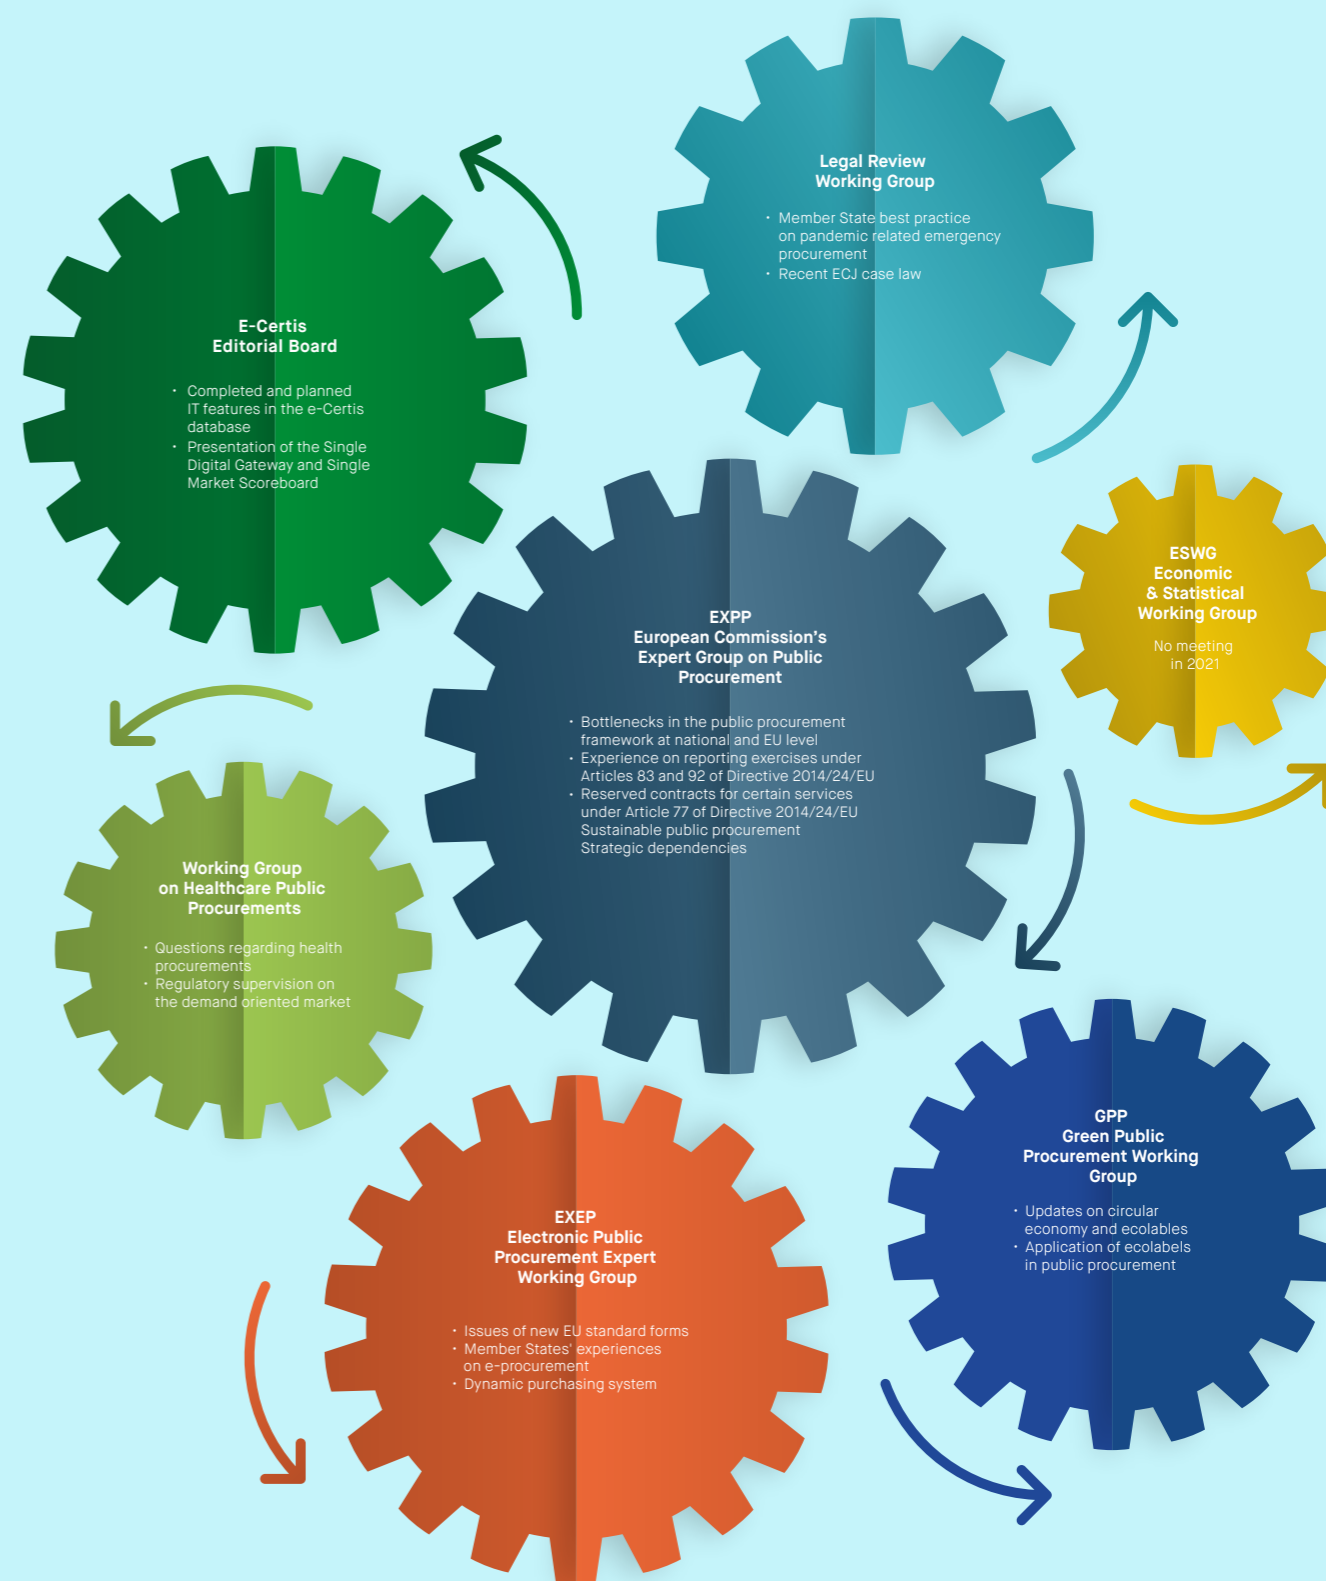 Legal Review
Working Group
• Member State best practice
on pandemic related emergency
procurement
• Recent ECJ case law
E-Certis
Editorial Board
• Completed and planned
IT features in the e-Certis
database
• Presentation of the Single
Digital Gateway and Single
Market Scoreboard
ESWG
Economic
& Statistical
Working Group
No meeting
in 2021
EXPP
European Commission's
Expert Group on Public
Procurement
• Bottlenecks in the public procurement
framework at national and EU level
• Experience on reporting exercises under
Articles 83 and 92 of Directive 2014/24/EU
• Reserved contracts for certain services
under Article 77 of Directive 2014/24/EU
Sustainable public procurement
Strategic dependencies
Working Group
on Healthcare Public
Procurements
• Questions regarding health
procurements
• Regulatory supervision on
the demand oriented market
GPP
Green Public
Procurement Working
Group
• Updates on circular
economy and ecolables
• Application of ecolabels
in public procurement
EXEP
Electronic Public
Procurement Expert
Working Group
• Issues of new EU standard forms
• Member States' experiences
on e-procurement
• Dynamic purchasing system